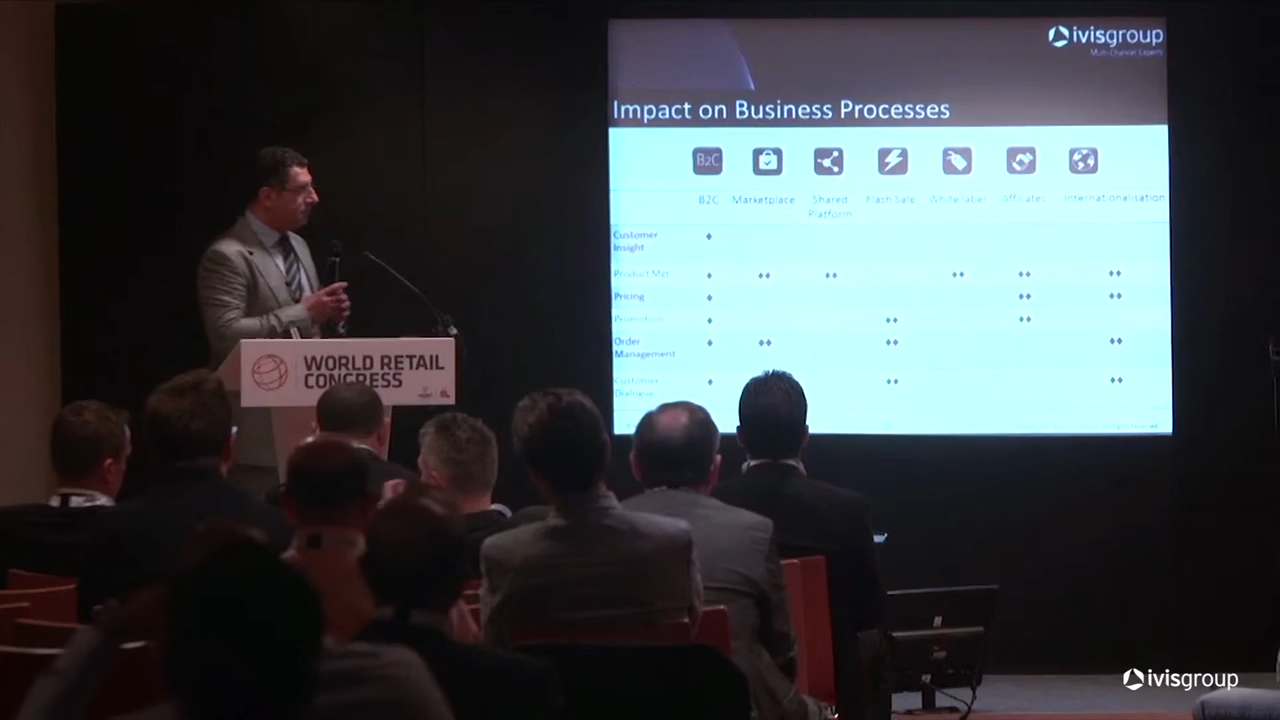 ivisgroup
Multi-Channel Experts
Impact on Business Processes
B2C
B2C Marketplace Shared Platform Flash Sale White label Affiliates Internationalisation
Customer Insight
Product Mgt
Pricing
Promotion
Order Management
Customer Dialogue
WORLD RETAIL
CONGRESS
ivisgroup